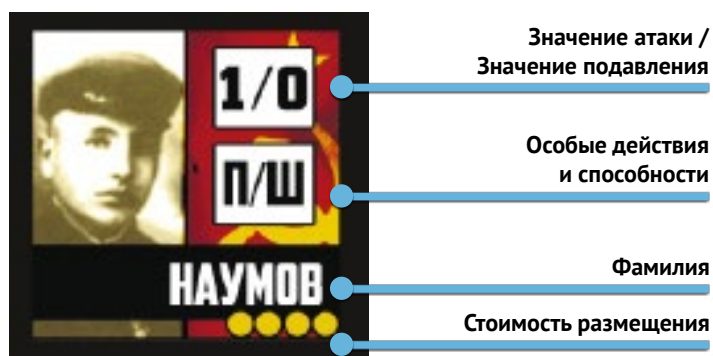 1/0
П/Ш
НАУМОВ
Значение атаки /
Значение подавления
Особые действия
и способности
Фамилия
Стоимость размещения